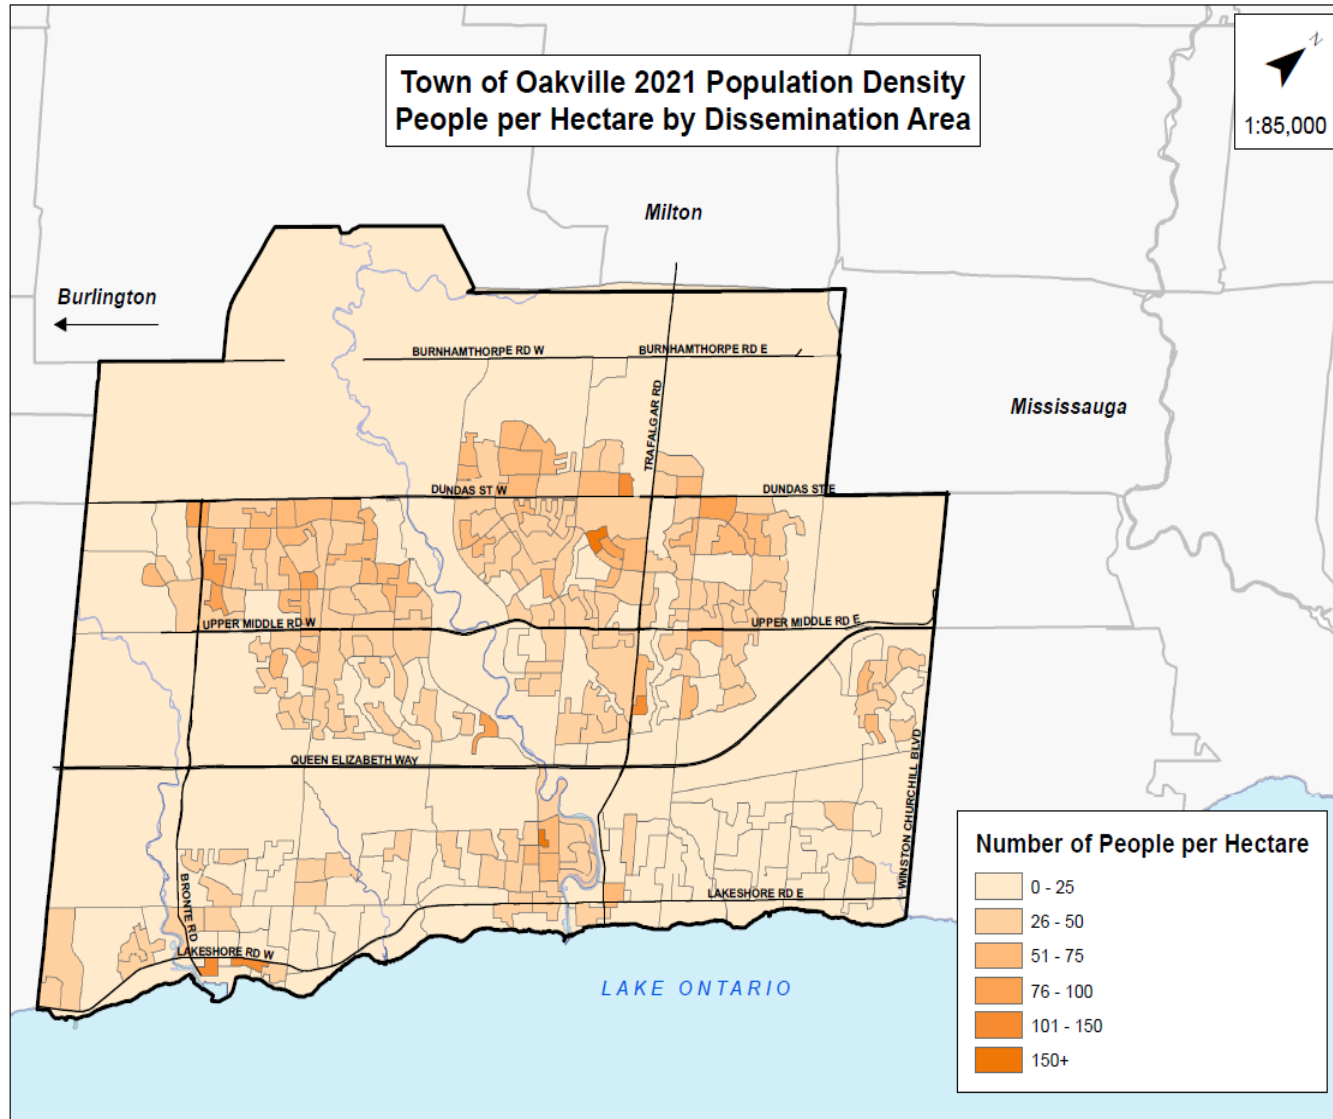 Town of Oakville 2021 Population Density
People per Hectare by Dissemination Area
N
1:85,000
Milton
Burlington
BURNHAMTHORPE RD W
BURNHAMTHORPE RD E
Mississauga
TRAFALGAR RD
DUNDAS ST W
DUNDAS ST E
UPPER MIDDLE RD W
UPPER MIDDLE RD E
QUEEN ELIZABETH WAY
WINSTON CHURCHILL BLVD
BRONTE RD
LAKESHORE RD E
LAKESHORE RD W
LAKE ONTARIO
Number of People per Hectare
0 - 25
26 - 50
51 - 75
76 - 100
101 - 150
150+